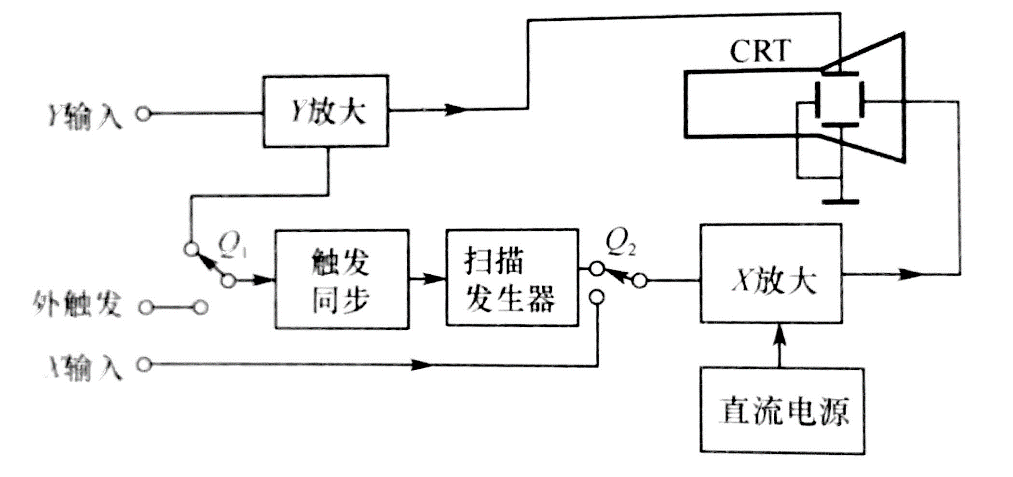 CRT
Y输入
Y放大
Q₁
触发
同步
扫描
发生器
Q₂
X放大
外触发
X输入
直流电源